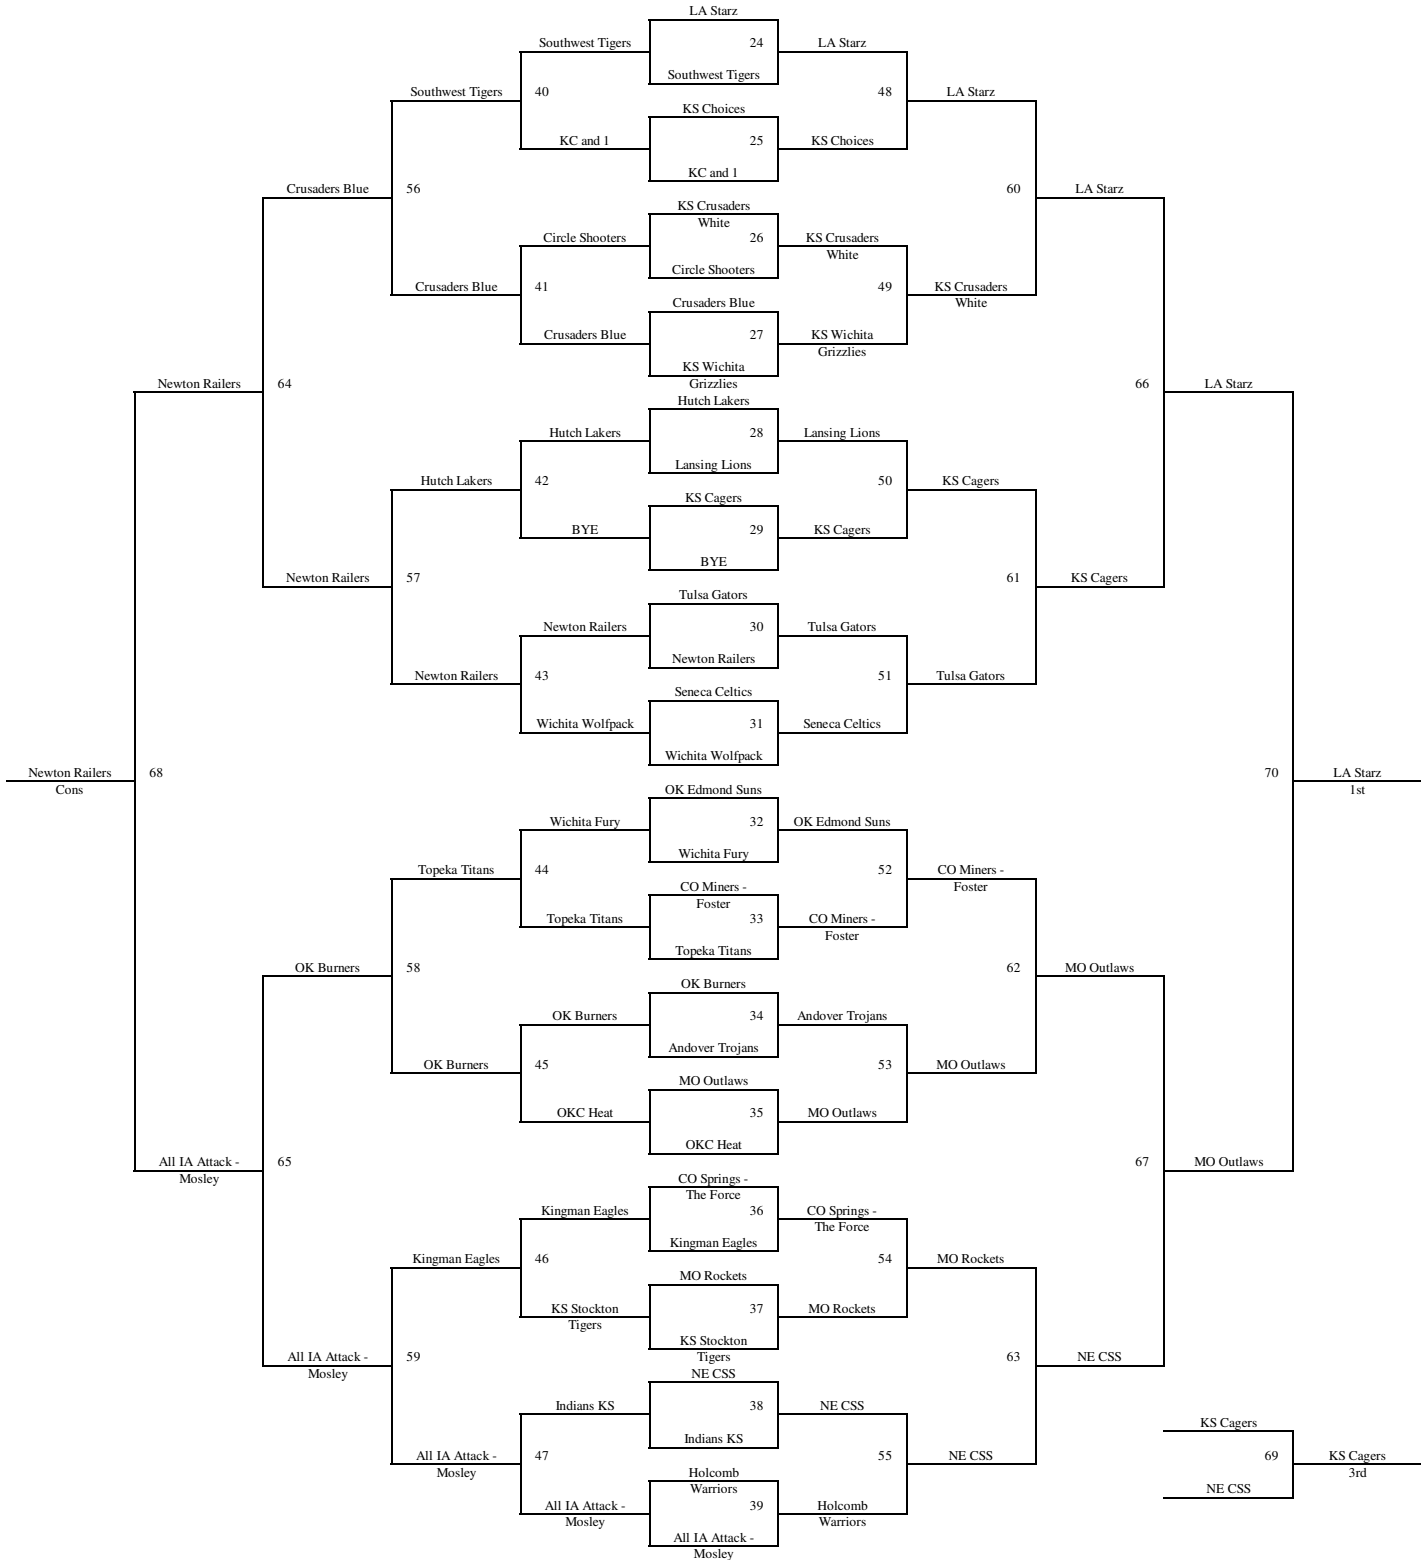 LA Starz
Southwest Tigers 24 LA Starz
Southwest Tigers
Southwest Tigers 40 48 LA Starz
KS Choices
KC and 1 25 KS Choices
KC and 1
Crusaders Blue 56 60 LA Starz
KS Crusaders
White
Circle Shooters 26 KS Crusaders
White
Circle Shooters
Crusaders Blue 41 49 KS Crusaders
White
Crusaders Blue
Crusaders Blue 27 KS Wichita
Grizzlies
KS Wichita
Grizzlies
Newton Railers 64 66 LA Starz
Hutch Lakers
Hutch Lakers 28 Lansing Lions
Lansing Lions
Hutch Lakers 42 50 KS Cagers
KS Cagers
BYE 29 KS Cagers
BYE
Newton Railers 57 61 KS Cagers
Tulsa Gators
Newton Railers 30 Tulsa Gators
Newton Railers
Newton Railers 43 51 Tulsa Gators
Seneca Celtics
Wichita Wolfpack 31 Seneca Celtics
Wichita Wolfpack
Newton Railers 68 70 LA Starz
Cons 1st
OK Edmond Suns
Wichita Fury 32 OK Edmond Suns
Wichita Fury
Topeka Titans 44 52 CO Miners -
Foster
CO Miners -
Foster
Topeka Titans 33 CO Miners -
Foster
Topeka Titans
OK Burners 58 62 MO Outlaws
OK Burners
OK Burners 34 Andover Trojans
Andover Trojans
OK Burners 45 53 MO Outlaws
MO Outlaws
OKC Heat 35 MO Outlaws
OKC Heat
All IA Attack - 65 67 MO Outlaws
Mosley
CO Springs -
The Force
Kingman Eagles 36 CO Springs -
The Force
Kingman Eagles
Kingman Eagles 46 54 MO Rockets
MO Rockets
KS Stockton 37 MO Rockets
Tigers
KS Stockton
Tigers
All IA Attack - 59 63 NE CSS
Mosley
NE CSS
Indians KS 38 NE CSS
Indians KS
KS Cagers
All IA Attack - 47 55 NE CSS 69 KS Cagers
Mosley 3rd
Holcomb
Warriors
NE CSS
All IA Attack - 39 Holcomb
Mosley Warriors
All IA Attack -
Mosley